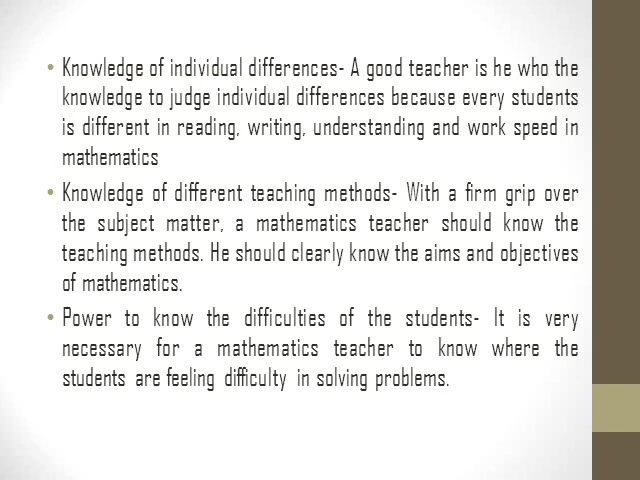 • Knowledge of individual differences- A good teacher is he who the
knowledge to judge individual differences because every students
is different in reading, writing, understanding and work speed in
mathematics
• Knowledge of different teaching methods- With a firm grip over
the subject matter, a mathematics teacher should know the
teaching methods. He should clearly know the aims and objectives
of mathematics.
• Power to know the difficulties of the students- It is very
necessary for a mathematics teacher to know where the
students are feeling difficulty in solving problems.